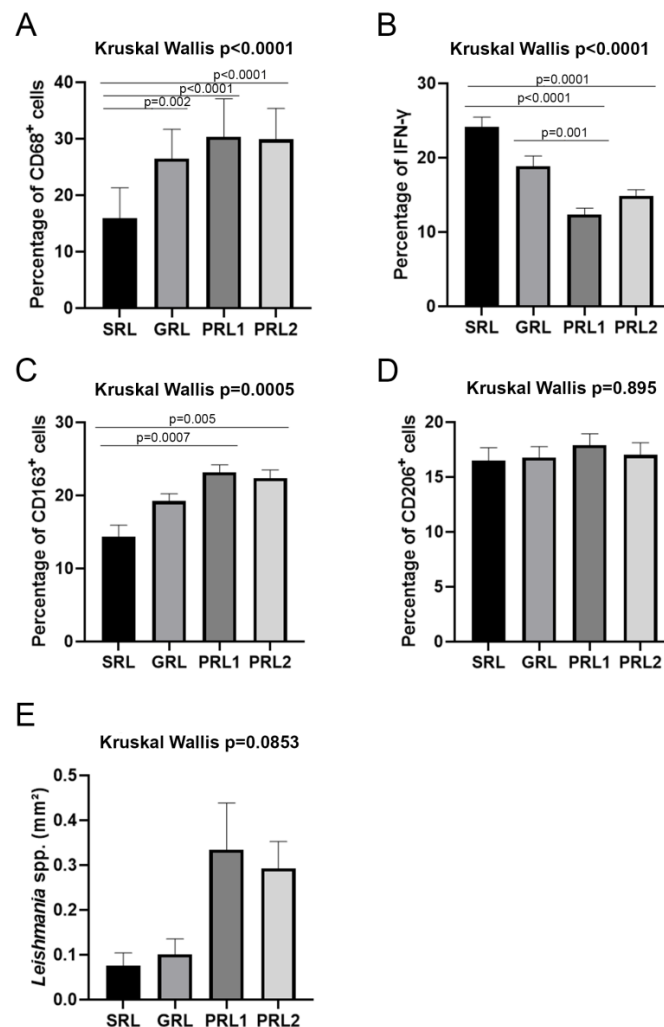 A
Kruskal Wallis p<0.0001
Percentage of CD68⁺ cells
40
30
20
10
0
p<0.0001
p<0.0001
p=0.002
SRL GRL PRL1 PRL2
B
Kruskal Wallis p<0.0001
Percentage of IFN-γ
30
20
10
0
p=0.0001
p<0.0001
p=0.001
SRL GRL PRL1 PRL2
C
Kruskal Wallis p=0.0005
Percentage of CD163⁺ cells
30
20
10
0
p=0.005
p=0.0007
SRL GRL PRL1 PRL2
D
Kruskal Wallis p=0.895
Percentage of CD206⁺ cells
20
15
10
5
0
SRL GRL PRL1 PRL2
E
Kruskal Wallis p=0.0853
Leishmania spp. (mm²)
0.5
0.4
0.3
0.2
0.1
0.0
SRL GRL PRL1 PRL2